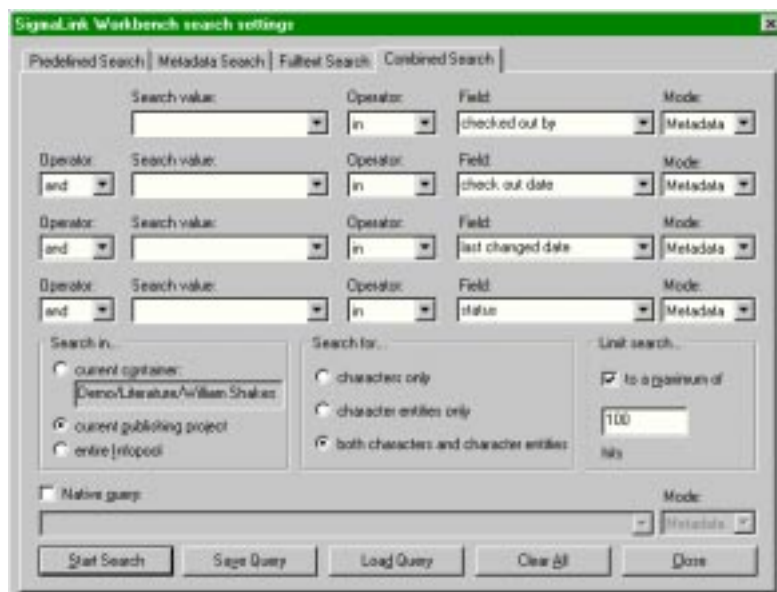 SigmaLink Workbench search settings
Predefined Search Metadata Search Fulltext Search Combined Search
Search value: Operator: Field: Mode:
in checked out by Metadata
Operator: Search value: Operator: Field: Mode:
and in check out date Metadata
Operator: Search value: Operator: Field: Mode:
and in last changed date Metadata
Operator: Search value: Operator: Field: Mode:
and in status Metadata
Search in... Search for... Limit search...
current container: characters only to a maximum of
Demo/Literature/William Shakes
current publishing project character entities only 100
entire Infopool both characters and character entities hits
Native query: Mode:
Metadata
Start Search Save Query Load Query Clear All Close